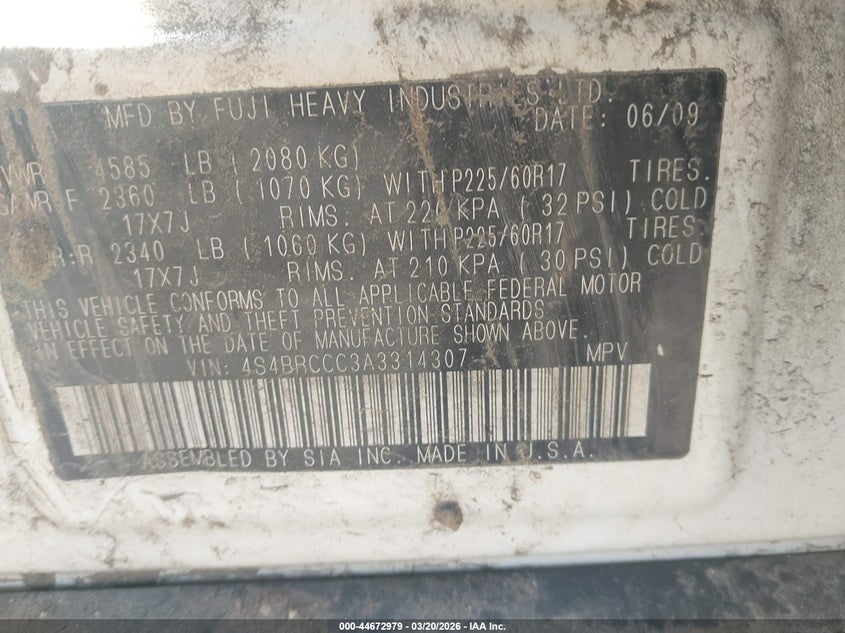 MFD BY FUJI HEAVY INDUSTRIES LTD.
DATE: 06/09
VWR 4585 LB ( 2080 KG)
GAWR F 2360 LB ( 1070 KG) WITH P225/60R17 TIRES.
17X7J RIMS. AT 220 KPA ( 32 PSI) COLD
R:R 2340 LB ( 1060 KG) WITH P225/60R17 TIRES.
17X7J RIMS. AT 210 KPA ( 30 PSI) COLD
THIS VEHICLE CONFORMS TO ALL APPLICABLE FEDERAL MOTOR
VEHICLE SAFETY AND THEFT PREVENTION STANDARDS
IN EFFECT ON THE DATE OF MANUFACTURE SHOWN ABOVE.
VIN: 4S4BRCCC3A3314307 MPV
ASSEMBLED BY SIA INC. MADE IN U.S.A.
000-44672979 - 03/20/2026 - IAA Inc.